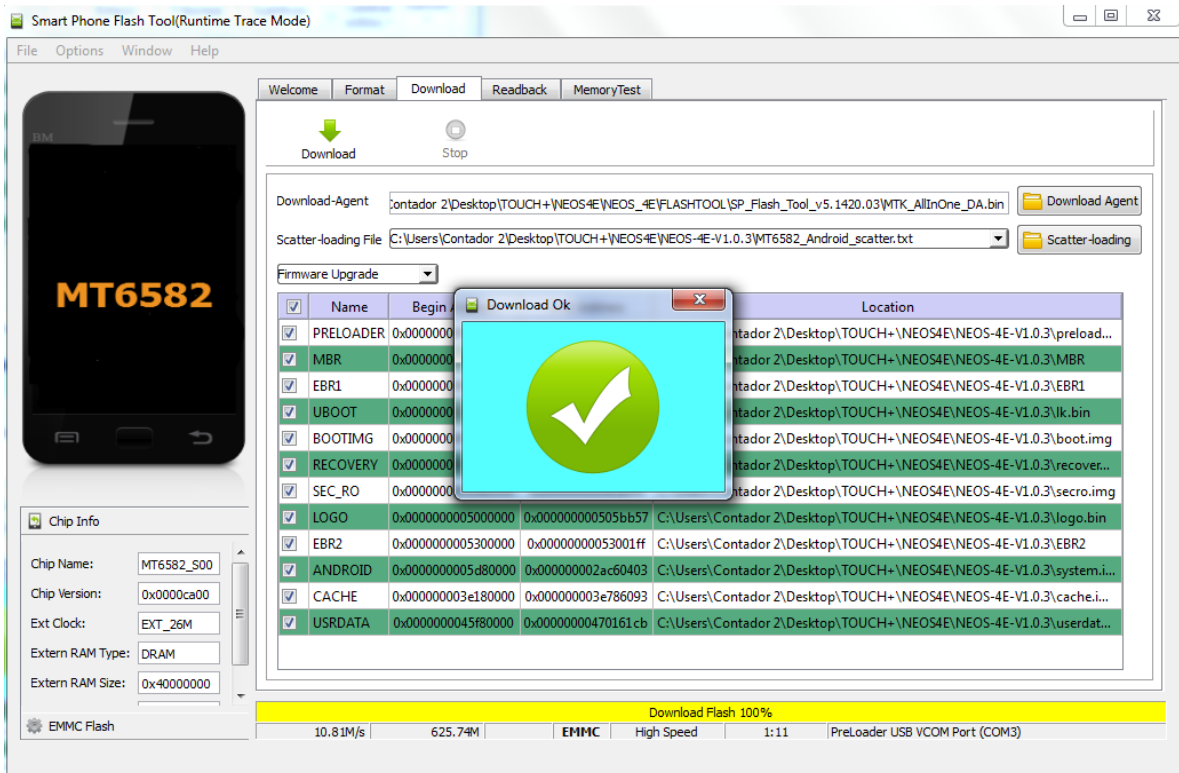 Smart Phone Flash Tool(Runtime Trace Mode)
File Options Window Help
BM
MT6582
Welcome Format Download Readback MemoryTest
Download Stop
Download-Agent Contador 2\Desktop\TOUCH+\NEOS4E\NEOS_4E\FLASHTOOL\SP_Flash_Tool_v5.1420.03\MTK_AllInOne_DA.bin Download Agent
Scatter-loading File C:\Users\Contador 2\Desktop\TOUCH+\NEOS4E\NEOS-4E-V1.0.3\MT6582_Android_scatter.txt Scatter-loading
Firmware Upgrade
Name Begin Location
Download Ok
PRELOADER 0x0000000 ntador 2\Desktop\TOUCH+\NEOS4E\NEOS-4E-V1.0.3\preload...
MBR 0x0000000 ntador 2\Desktop\TOUCH+\NEOS4E\NEOS-4E-V1.0.3\MBR
EBR1 0x0000000 ntador 2\Desktop\TOUCH+\NEOS4E\NEOS-4E-V1.0.3\EBR1
UBOOT 0x0000000 ntador 2\Desktop\TOUCH+\NEOS4E\NEOS-4E-V1.0.3\lk.bin
BOOTIMG 0x0000000 ntador 2\Desktop\TOUCH+\NEOS4E\NEOS-4E-V1.0.3\boot.img
RECOVERY 0x0000000 ntador 2\Desktop\TOUCH+\NEOS4E\NEOS-4E-V1.0.3\recover...
SEC_RO 0x0000000 ntador 2\Desktop\TOUCH+\NEOS4E\NEOS-4E-V1.0.3\secro.img
LOGO 0x0000000005000000 0x000000000505bb57 C:\Users\Contador 2\Desktop\TOUCH+\NEOS4E\NEOS-4E-V1.0.3\logo.bin
EBR2 0x0000000005300000 0x00000000053001ff C:\Users\Contador 2\Desktop\TOUCH+\NEOS4E\NEOS-4E-V1.0.3\EBR2
ANDROID 0x0000000005d80000 0x000000002ac60403 C:\Users\Contador 2\Desktop\TOUCH+\NEOS4E\NEOS-4E-V1.0.3\system.i...
CACHE 0x000000003e180000 0x000000003e786093 C:\Users\Contador 2\Desktop\TOUCH+\NEOS4E\NEOS-4E-V1.0.3\cache.i...
USRDATA 0x0000000045f80000 0x00000000470161cb C:\Users\Contador 2\Desktop\TOUCH+\NEOS4E\NEOS-4E-V1.0.3\userdat...
Chip Info
Chip Name: MT6582_S00
Chip Version: 0x0000ca00
Ext Clock: EXT_26M
Extern RAM Type: DRAM
Extern RAM Size: 0x40000000
EMMC Flash
Download Flash 100%
10.81M/s 625.74M EMMC High Speed 1:11 PreLoader USB VCOM Port (COM3)